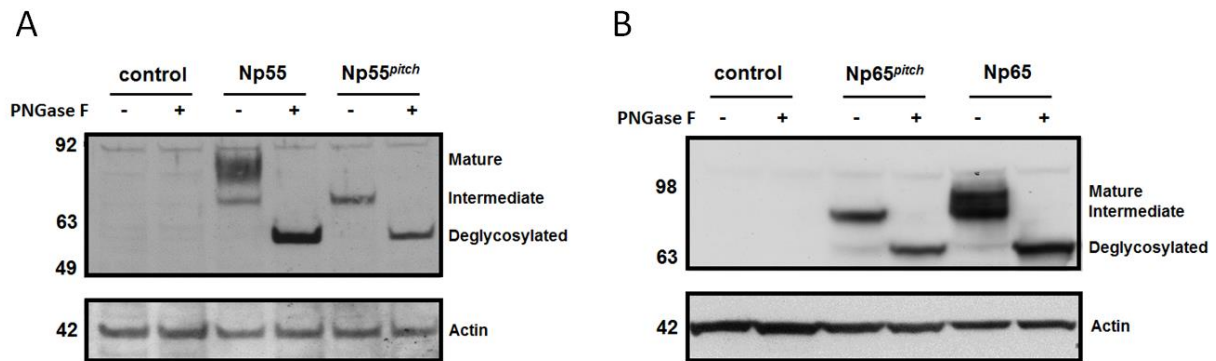 A
control Np55 Np55pitch
PNGase F - + - + - +
92
Mature
Intermediate
63
Deglycosylated
49
42 Actin
B
control Np65pitch Np65
PNGase F - + - + - +
98
Mature
Intermediate
Deglycosylated
63
42 Actin